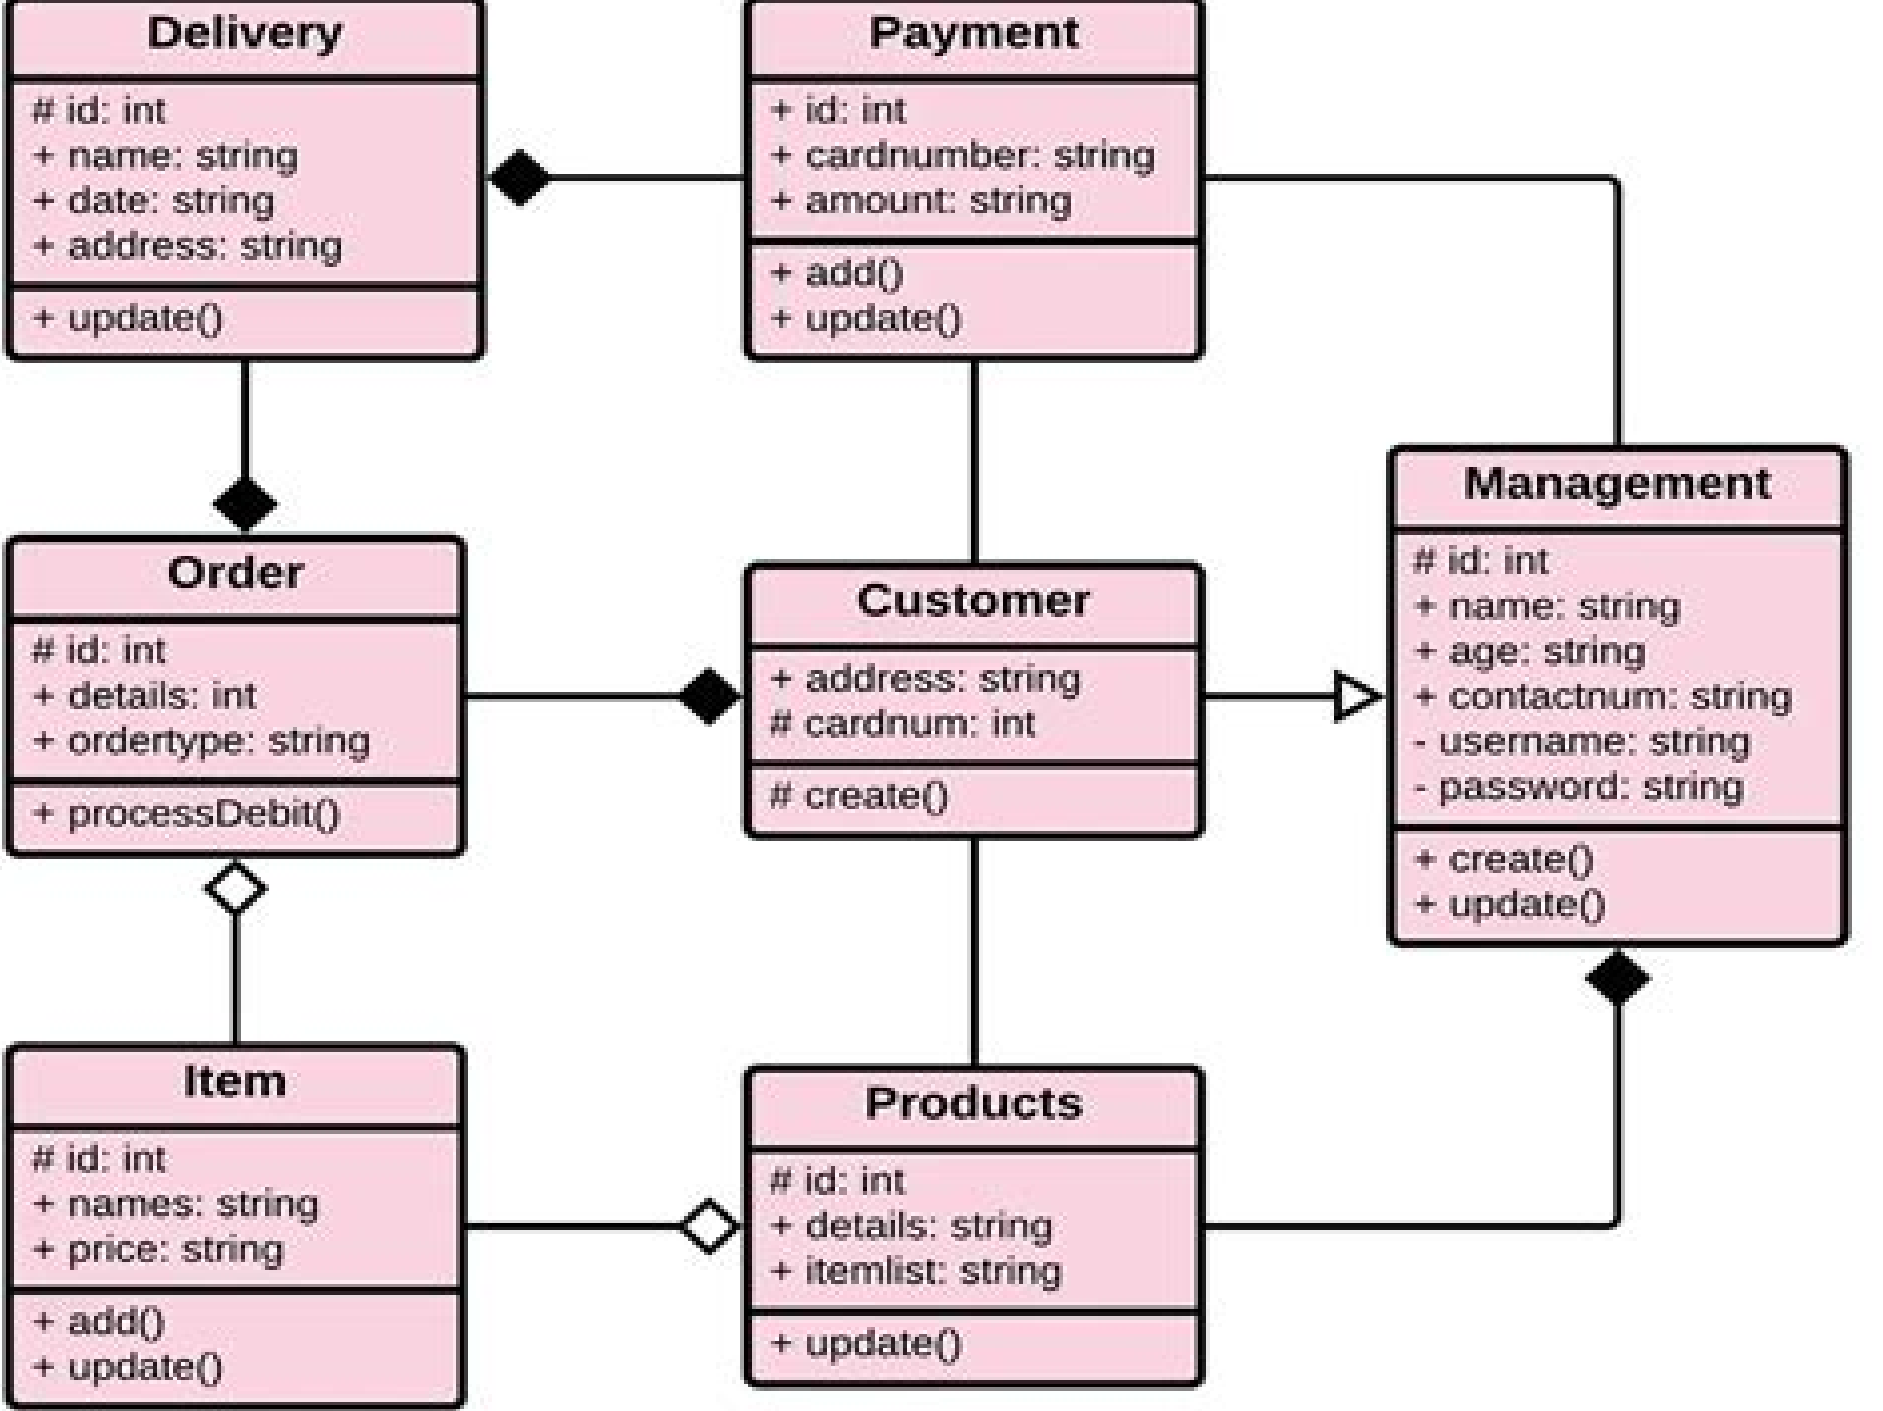 Delivery
# id: int
+ name: string
+ date: string
+ address: string
+ update()
Payment
+ id: int
+ cardnumber: string
+ amount: string
+ add()
+ update()
Management
# id: int
+ name: string
+ age: string
+ contactnum: string
- username: string
- password: string
+ create()
+ update()
Order
# id: int
+ details: int
+ ordertype: string
+ processDebit()
Customer
+ address: string
# cardnum: int
# create()
Item
# id: int
+ names: string
+ price: string
+ add()
+ update()
Products
# id: int
+ details: string
+ itemlist: string
+ update()